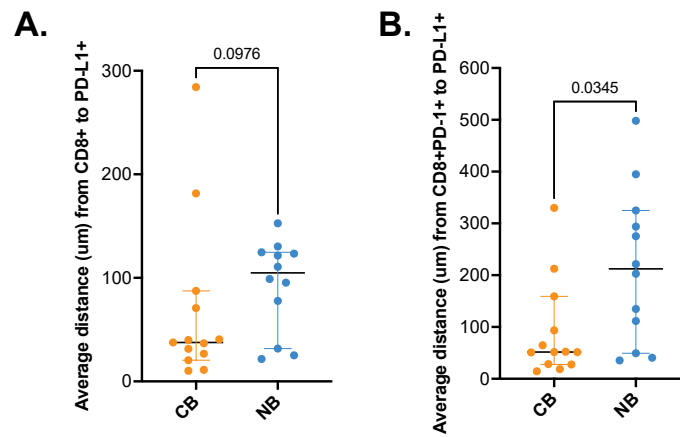 A.
Average distance (um) from CD8+ to PD-L1+
0.0976
300
200
100
0
CB
NB
B.
Average distance (um) from CD8+PD-1+ to PD-L1+
0.0345
600
500
400
300
200
100
0
CB
NB